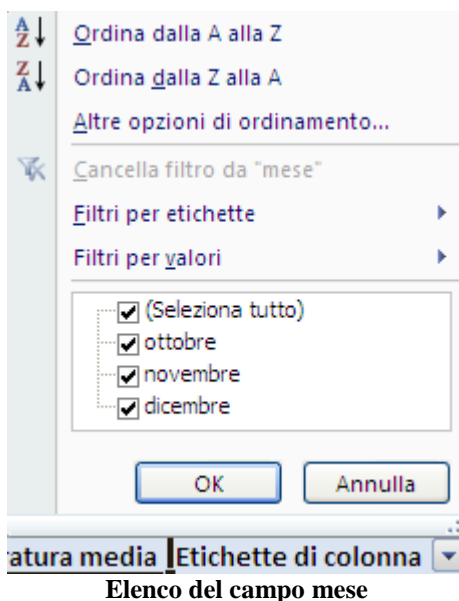 Ordina dalla A alla Z
Ordina dalla Z alla A
Altre opzioni di ordinamento...
Cancella filtro da "mese"
Filtri per etichette
Filtri per valori
(Seleziona tutto)
ottobre
novembre
dicembre
OK Annulla
ratura media Etichette di colonna
Elenco del campo mese